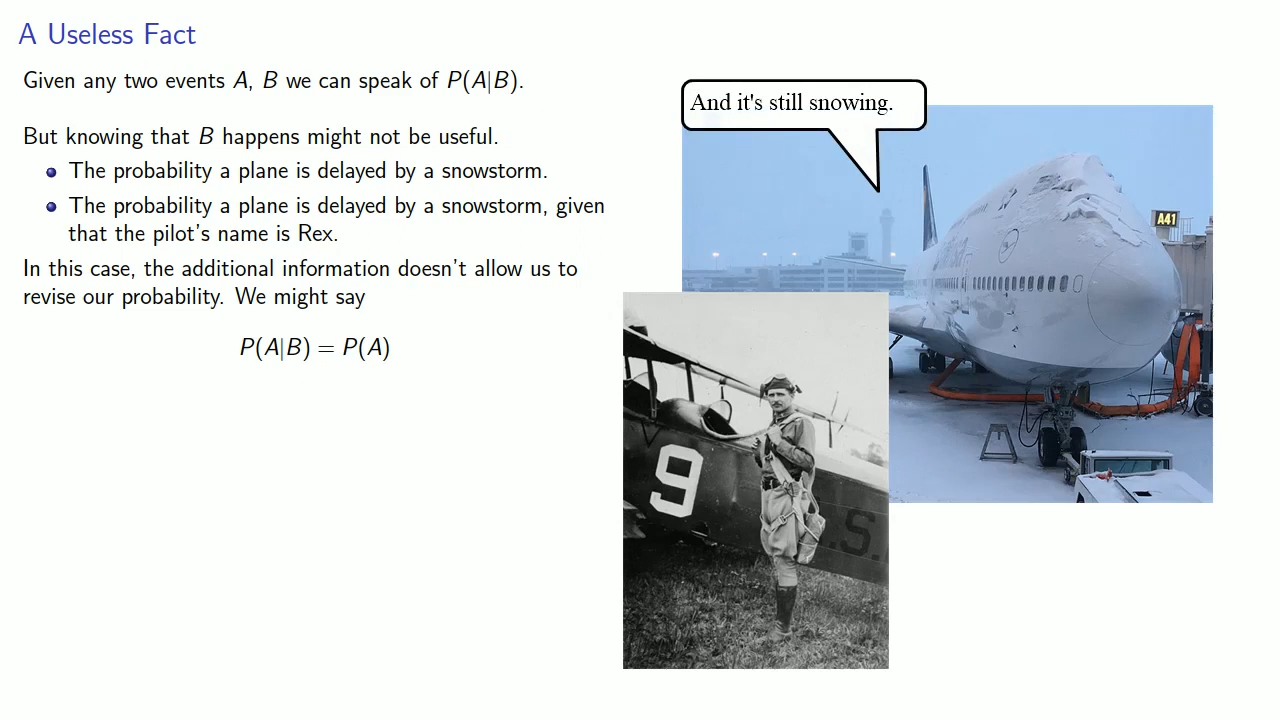 A Useless Fact
Given any two events A, B we can speak of P(A|B).
But knowing that B happens might not be useful.
The probability a plane is delayed by a snowstorm.
The probability a plane is delayed by a snowstorm, given
that the pilot's name is Rex.
In this case, the additional information doesn't allow us to
revise our probability. We might say
P(A|B) = P(A)
And it's still snowing.
A41
9
.S.